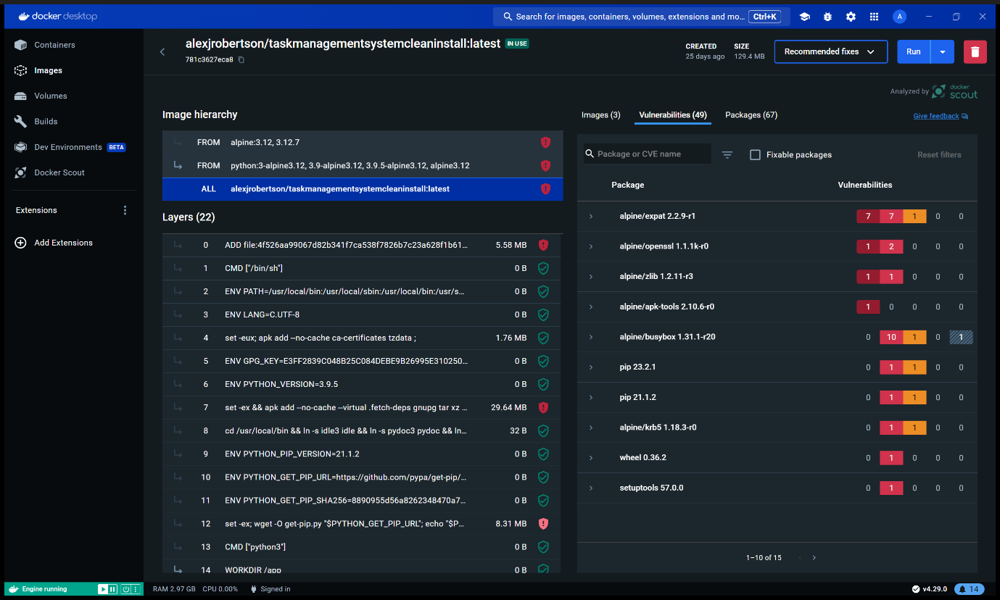 docker desktop
Search for images, containers, volumes, extensions and mo... Ctrl+K
A
Containers
Images
Volumes
Builds
Dev Environments BETA
Docker Scout
Extensions
Add Extensions
alexjrobertson/taskmanagementsystemcleaninstall:latest IN USE
781c3627eca8
CREATED
25 days ago
SIZE
129.4 MB
Recommended fixes
Run
Analyzed by docker scout
Image hierarchy
FROM alpine:3.12, 3.12.7
FROM python:3-alpine3.12, 3.9-alpine3.12, 3.9.5-alpine3.12, alpine3.12
ALL alexjrobertson/taskmanagementsystemcleaninstall:latest
Layers (22)
0 ADD file:4f526aa99067d82b341f7ca538f7826b7c23a628f1b61... 5.58 MB
1 CMD ["/bin/sh"] 0 B
2 ENV PATH=/usr/local/bin:/usr/local/sbin:/usr/local/bin:/usr/s... 0 B
3 ENV LANG=C.UTF-8 0 B
4 set -eux; apk add --no-cache ca-certificates tzdata ; 1.76 MB
5 ENV GPG_KEY=E3FF2839C048B25C084DEBE9B26995E310250... 0 B
6 ENV PYTHON_VERSION=3.9.5 0 B
7 set -ex && apk add --no-cache --virtual .fetch-deps gnupg tar xz ... 29.64 MB
8 cd /usr/local/bin && ln -s idle3 idle && ln -s pydoc3 pydoc && ln... 32 B
9 ENV PYTHON_PIP_VERSION=21.1.2 0 B
10 ENV PYTHON_GET_PIP_URL=https://github.com/pypa/get-pip/... 0 B
11 ENV PYTHON_GET_PIP_SHA256=8890955d56a8262348470a7... 0 B
12 set -ex; wget -O get-pip.py "$PYTHON_GET_PIP_URL"; echo "$P... 8.31 MB
13 CMD ["python3"] 0 B
14 WORKDIR /app 0 B
Images (3) Vulnerabilities (49) Packages (67)
Give feedback
Package or CVE name
Fixable packages
Reset filters
Package Vulnerabilities
alpine/expat 2.2.9-r1 7 7 1 0 0
alpine/openssl 1.1.1k-r0 1 2 0 0 0
alpine/zlib 1.2.11-r3 1 1 0 0 0
alpine/apk-tools 2.10.6-r0 1 0 0 0 0
alpine/busybox 1.31.1-r20 0 10 1 0 1
pip 23.2.1 0 1 1 0 0
pip 21.1.2 0 1 1 0 0
alpine/krb5 1.18.3-r0 0 1 1 0 0
wheel 0.36.2 0 1 0 0 0
setuptools 57.0.0 0 1 0 0 0
1–10 of 15
Engine running
RAM 2.97 GB CPU 0.00% Signed in
v4.29.0
14